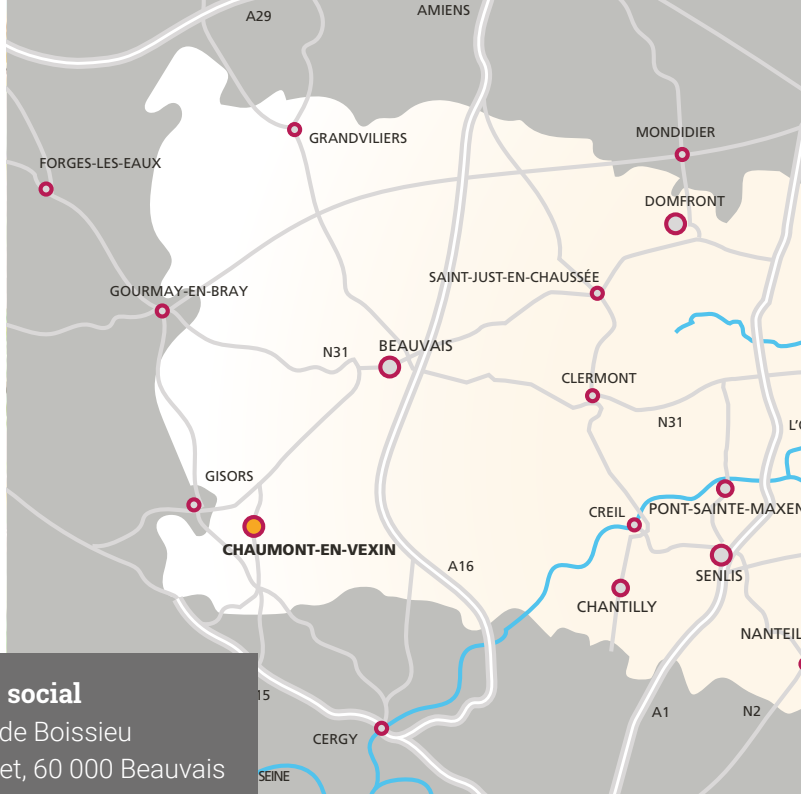 A29
AMIENS
GRANDVILIERS
MONDIDIER
FORGES-LES-EAUX
DOMFRONT
SAINT-JUST-EN-CHAUSSÉE
GOURMAY-EN-BRAY
N31
BEAUVAIS
CLERMONT
N31
L'
GISORS
CREIL
PONT-SAINTE-MAXEN
CHAUMONT-EN-VEXIN
A16
SENLIS
CHANTILLY
NANTEIL
social
de Boissieu
et, 60 000 Beauvais
15
A1
N2
CERGY
SEINE